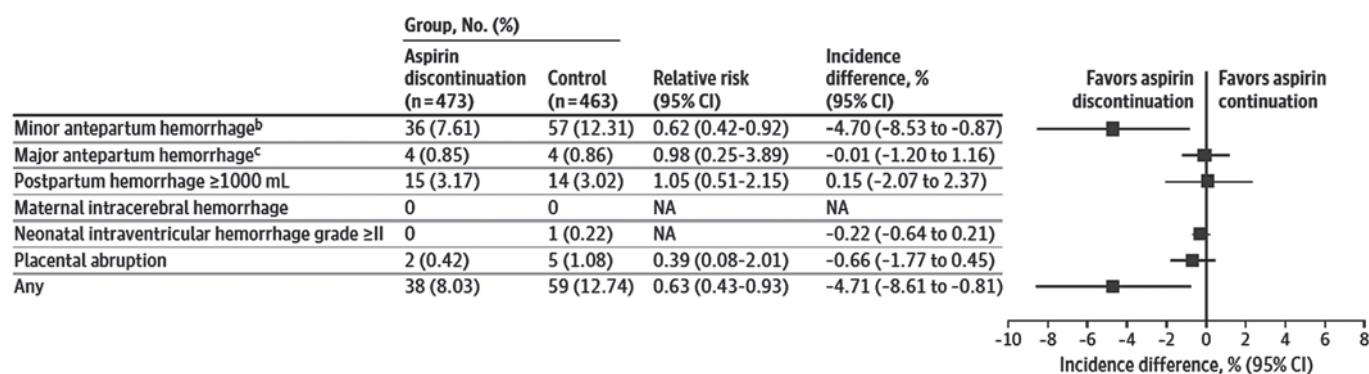 Group, No. (%)
Aspirin discontinuation (n=473) Control (n=463) Relative risk (95% CI) Incidence difference, % (95% CI) Favors aspirin discontinuation Favors aspirin continuation
Minor antepartum hemorrhageᵇ 36 (7.61) 57 (12.31) 0.62 (0.42-0.92) –4.70 (–8.53 to –0.87)
Major antepartum hemorrhageᶜ 4 (0.85) 4 (0.86) 0.98 (0.25-3.89) –0.01 (–1.20 to 1.16)
Postpartum hemorrhage ≥1000 mL 15 (3.17) 14 (3.02) 1.05 (0.51-2.15) 0.15 (–2.07 to 2.37)
Maternal intracerebral hemorrhage 0 0 NA NA
Neonatal intraventricular hemorrhage grade ≥II 0 1 (0.22) NA –0.22 (–0.64 to 0.21)
Placental abruption 2 (0.42) 5 (1.08) 0.39 (0.08-2.01) –0.66 (–1.77 to 0.45)
Any 38 (8.03) 59 (12.74) 0.63 (0.43-0.93) –4.71 (–8.61 to –0.81)
-10 -8 -6 -4 -2 0 2 4 6 8
Incidence difference, % (95% CI)